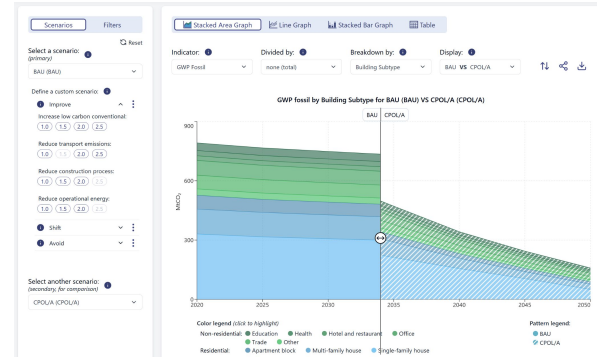 Scenarios
Filters
Reset
Select a scenario:
(primary)
BAU (BAU)
Define a custom scenario:
Improve
Increase low carbon conventional:
1.0 1.5 2.0 2.5
Reduce transport emissions:
1.0 1.5 2.0 2.5
Reduce construction process:
1.0 1.5 2.0 2.5
Reduce operational energy:
1.0 1.5 2.0 2.5
Shift
Avoid
Select another scenario:
(secondary, for comparison)
CPOL/A (CPOL/A)
Stacked Area Graph
Line Graph
Stacked Bar Graph
Table
Indicator: Divided by: Breakdown by: Display:
GWP Fossil none (total) Building Subtype BAU VS CPOL/A
GWP fossil by Building Subtype for BAU (BAU) VS CPOL/A (CPOL/A)
BAU CPOL/A
MtCO₂
900
600
300
0
2020 2025 2030 2035 2040 2045 2050
Color legend (click to highlight)
Non-residential: Education Health Hotel and restaurant Office
Trade Other
Residential: Apartment block Multi-family house Single-family house
Pattern legend:
BAU
CPOL/A